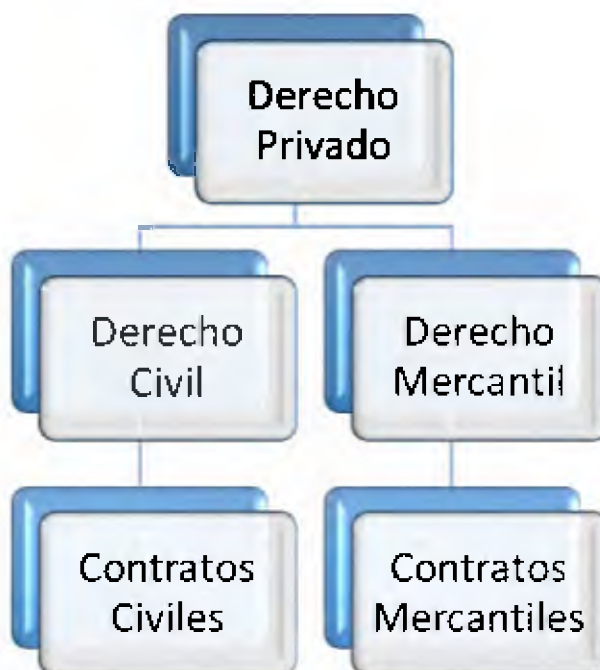 Derecho
Privado
Derecho
Civil
Derecho
Mercantil
Contratos
Civiles
Contratos
Mercantiles